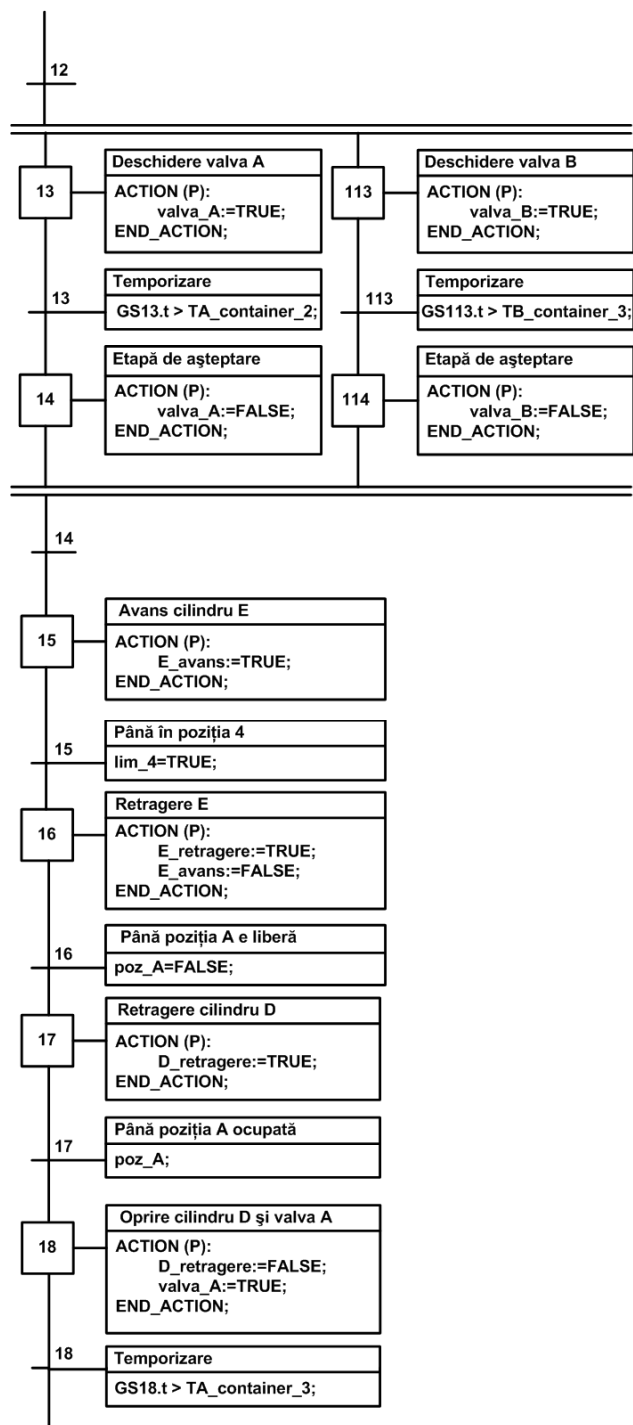 12
Deschidere valva A
13
ACTION (P):
valva_A:=TRUE;
END_ACTION;
Deschidere valva B
113
ACTION (P):
valva_B:=TRUE;
END_ACTION;
13
Temporizare
GS13.t > TA_container_2;
113
Temporizare
GS113.t > TB_container_3;
Etapă de aşteptare
14
ACTION (P):
valva_A:=FALSE;
END_ACTION;
Etapă de aşteptare
114
ACTION (P):
valva_B:=FALSE;
END_ACTION;
14
Avans cilindru E
15
ACTION (P):
E_avans:=TRUE;
END_ACTION;
15
Până în poziția 4
lim_4=TRUE;
Retragere E
16
ACTION (P):
E_retragere:=TRUE;
E_avans:=FALSE;
END_ACTION;
16
Până poziția A e liberă
poz_A=FALSE;
Retragere cilindru D
17
ACTION (P):
D_retragere:=TRUE;
END_ACTION;
17
Până poziția A ocupată
poz_A;
Oprire cilindru D şi valva A
18
ACTION (P):
D_retragere:=FALSE;
valva_A:=TRUE;
END_ACTION;
18
Temporizare
GS18.t > TA_container_3;